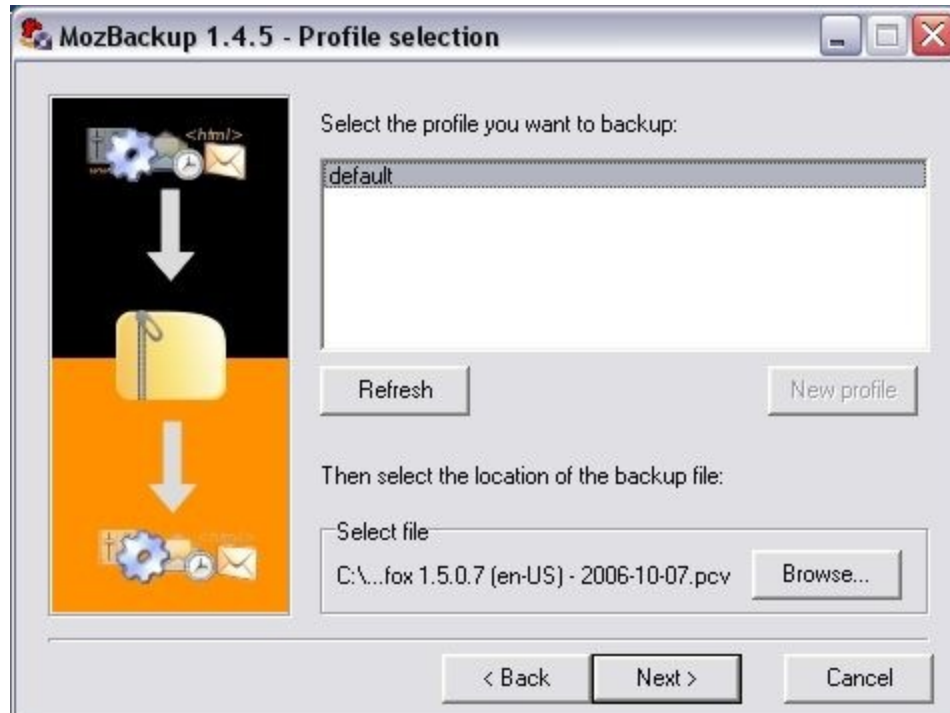 MozBackup 1.4.5 - Profile selection
<html>
Select the profile you want to backup:
default
Refresh
New profile
Then select the location of the backup file:
Select file
C:\...fox 1.5.0.7 (en-US) - 2006-10-07.pcv
Browse...
< Back
Next >
Cancel